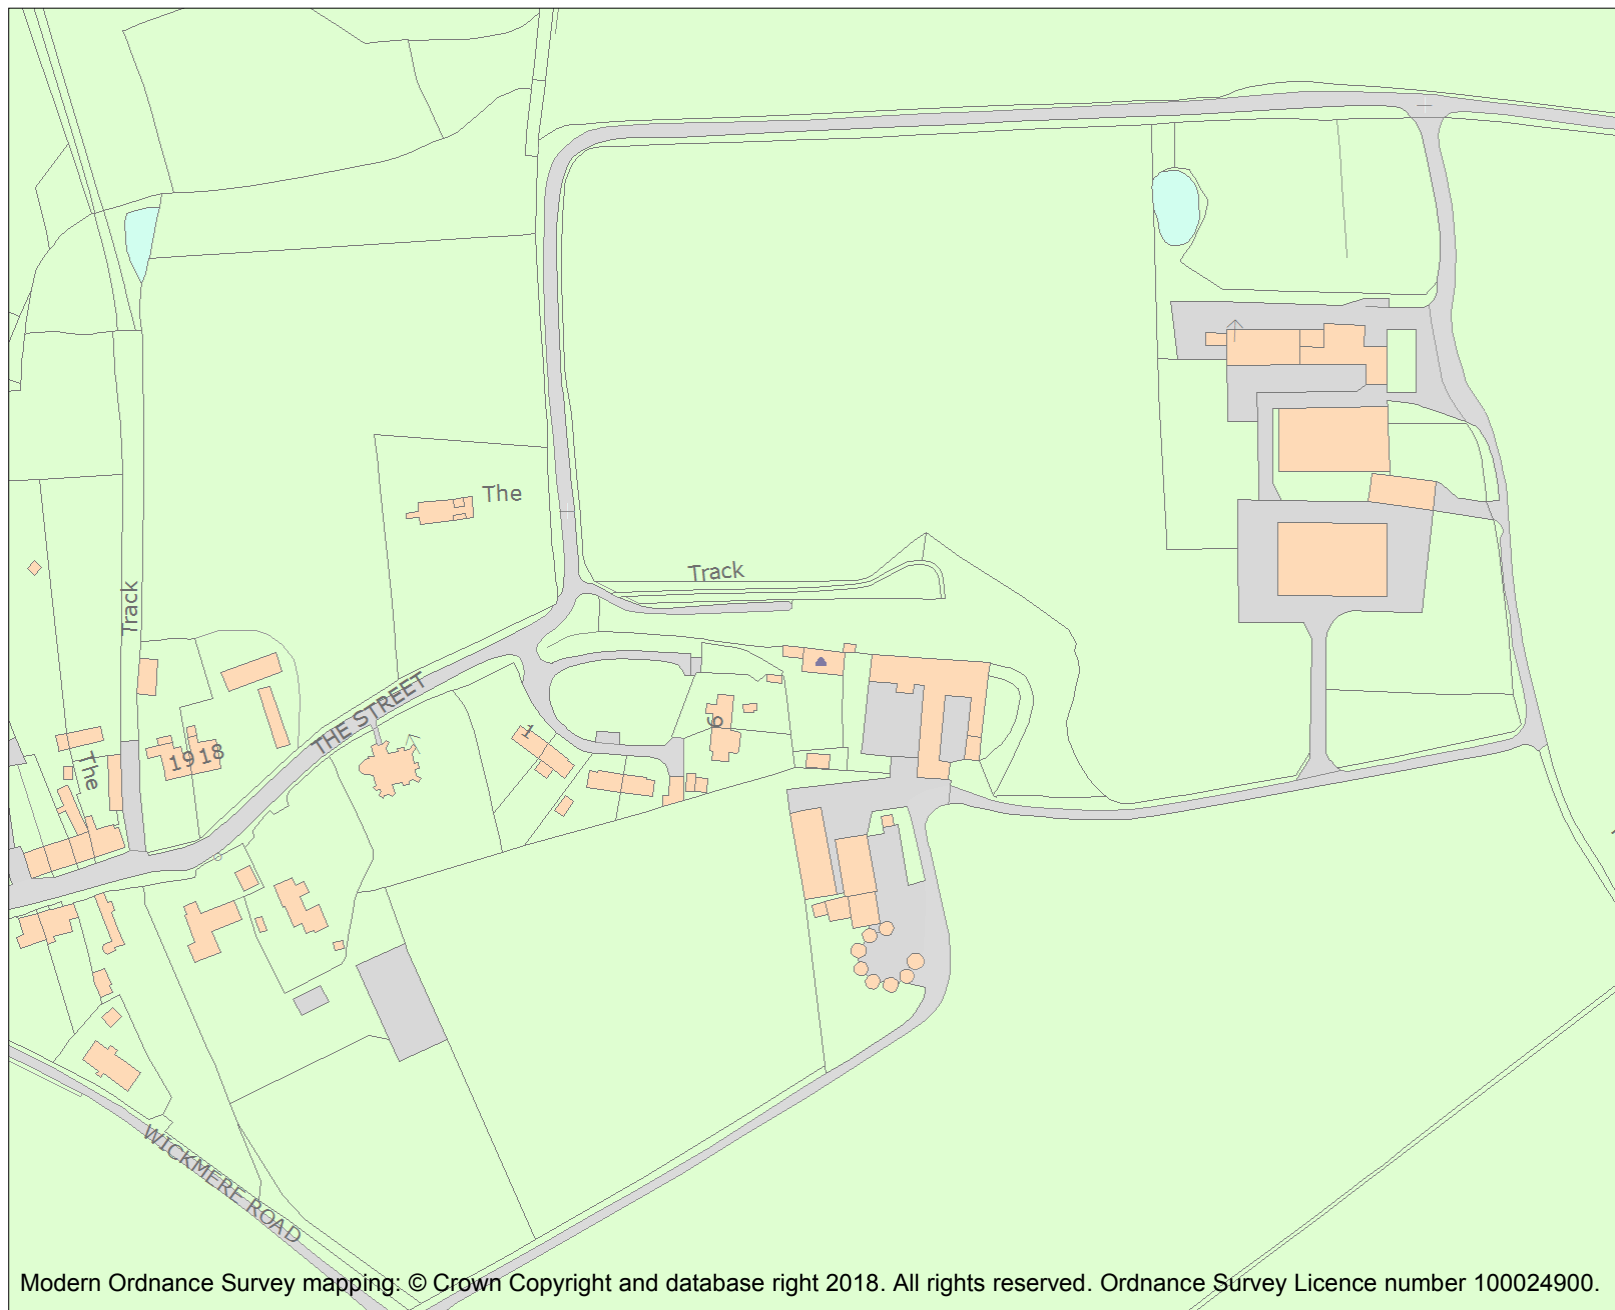 The
Track
Track
THE STREET
1
9
1918
The
WICKMERE ROAD
Modern Ordnance Survey mapping: © Crown Copyright and database right 2018. All rights reserved. Ordnance Survey Licence number 100024900.